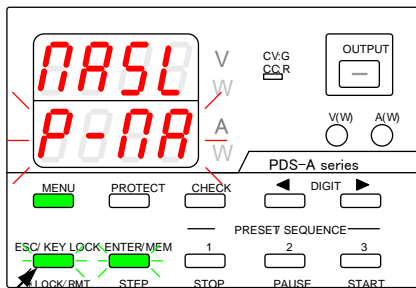 MASL
V
W
CV:G
CC:R
OUTPUT
P-MA
A
W
V(W) A(W)
PDS-A series
MENU PROTECT CHECK ◄ DIGIT ►
PRESET/ SEQUENCE
ESC/ KEY LOCK ENTER/MEM 1 2 3
LOCK/RMT STEP STOP PAUSE START